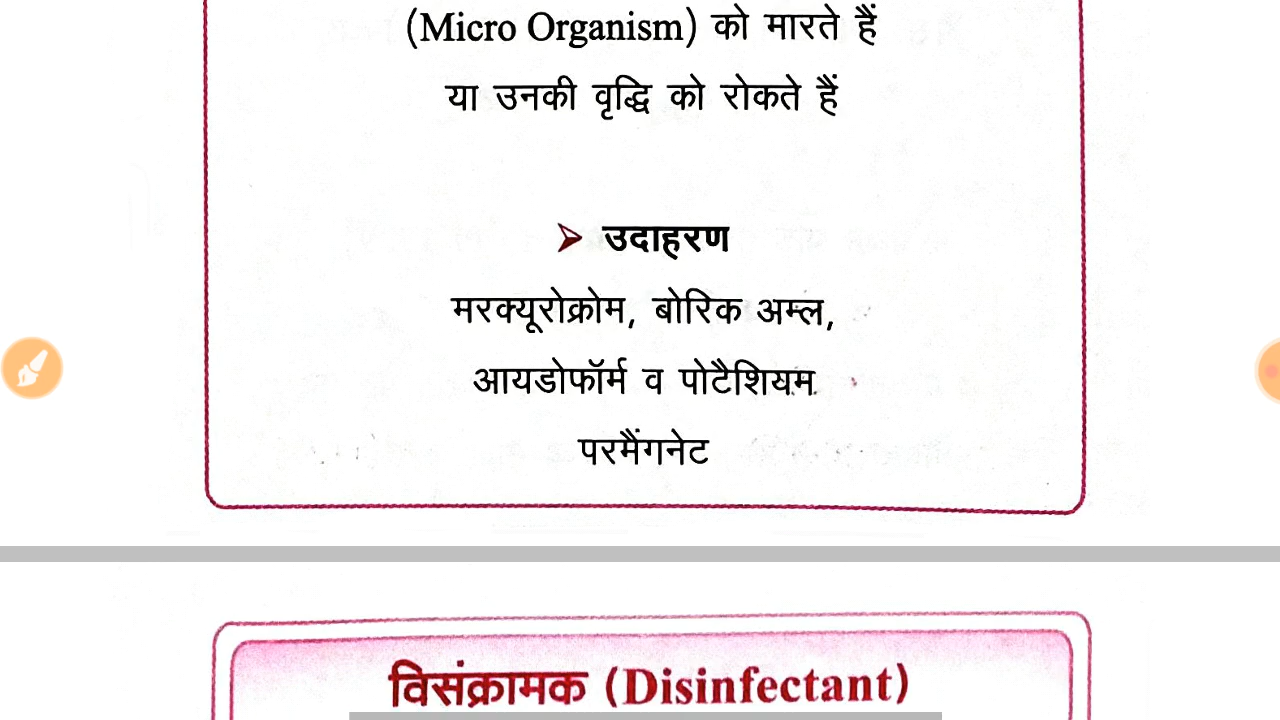 (Micro Organism) को मारते हैं
या उनकी वृद्धि को रोकते हैं
➢ उदाहरण
मरक्यूरोक्रोम, बोरिक अम्ल,
आयडोफॉर्म व पोटैशियम
परमैंगनेट
विसंक्रामक (Disinfectant)